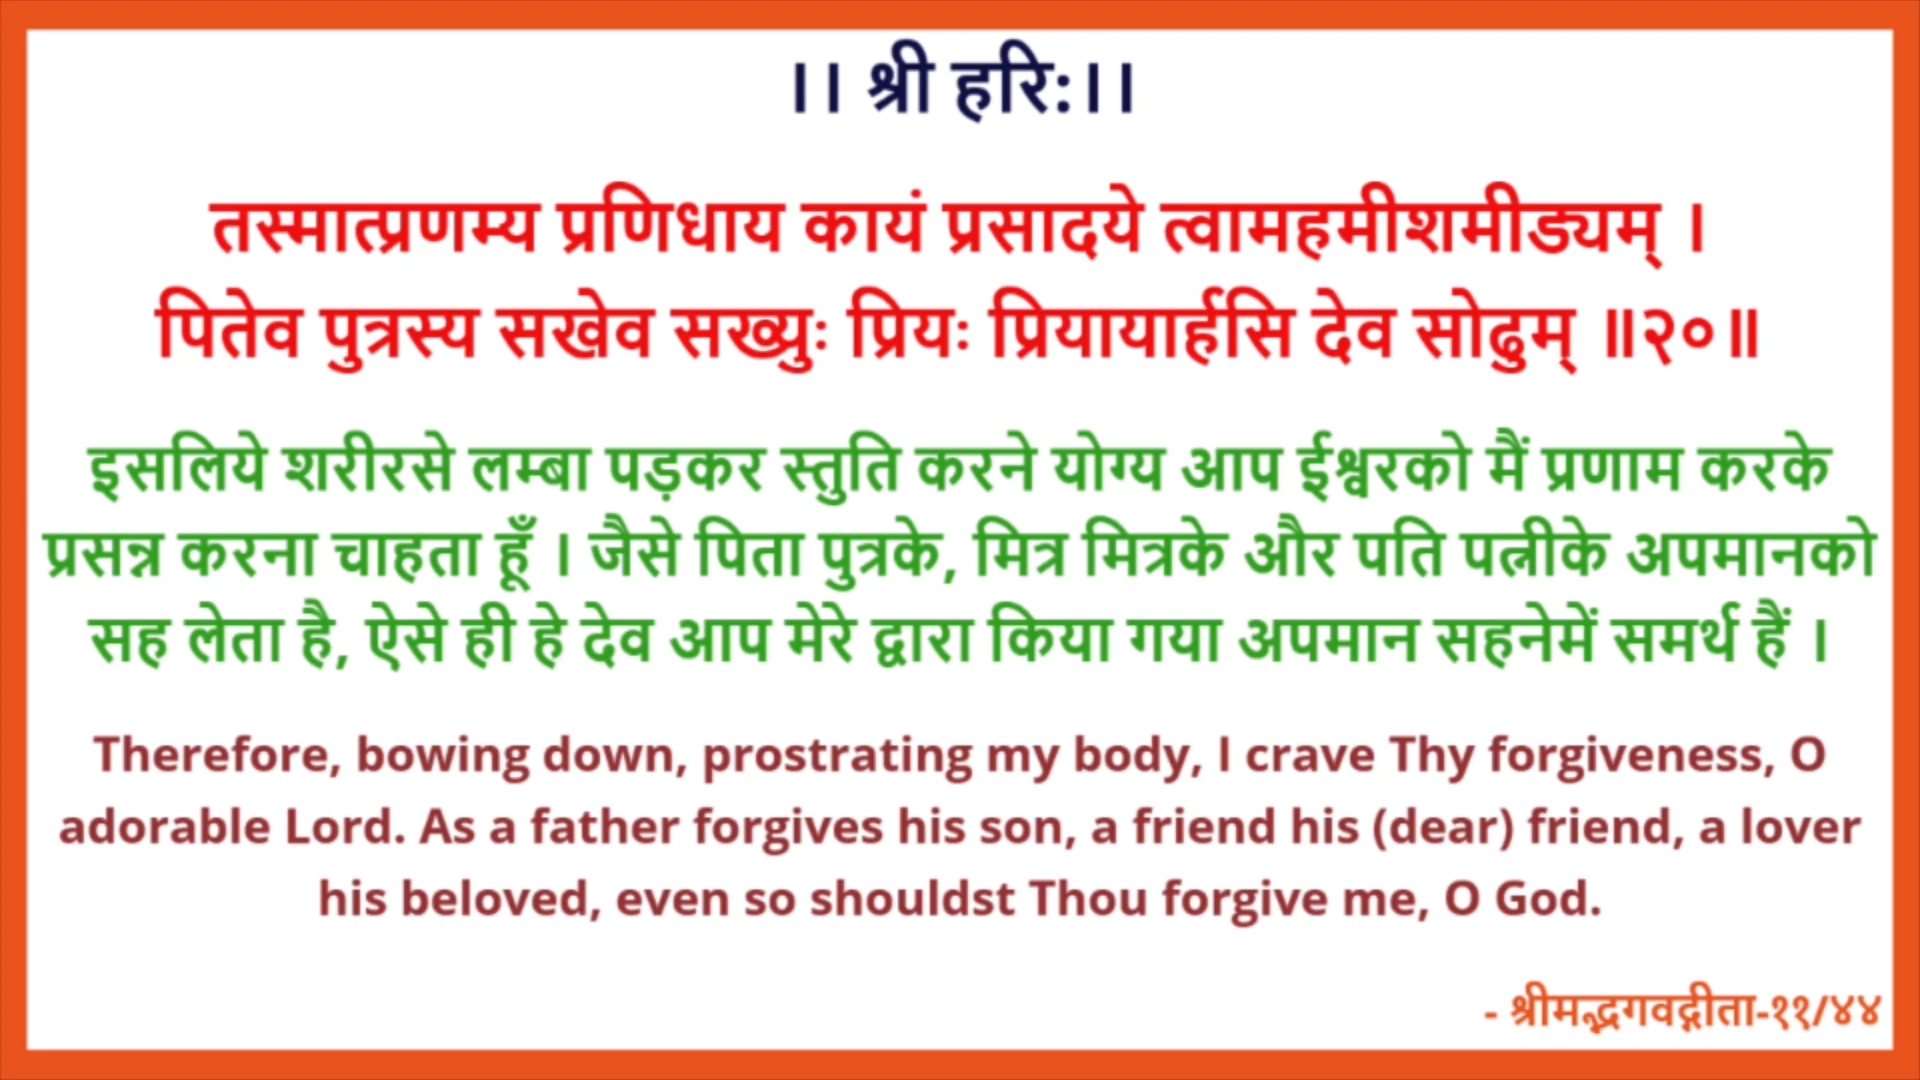 ।। श्री हरि:।।
तस्मात्प्रणम्य प्रणिधाय कायं प्रसादये त्वामहमीशमीड्यम् ।
पितेव पुत्रस्य सखेव सख्युः प्रियः प्रियायार्हसि देव सोढुम् ॥२०॥
इसलिये शरीरसे लम्बा पड़कर स्तुति करने योग्य आप ईश्वरको मैं प्रणाम करके
प्रसन्न करना चाहता हूँ । जैसे पिता पुत्रके, मित्र मित्रके और पति पत्नीके अपमानको
सह लेता है, ऐसे ही हे देव आप मेरे द्वारा किया गया अपमान सहनेमें समर्थ हैं ।
Therefore, bowing down, prostrating my body, I crave Thy forgiveness, O
adorable Lord. As a father forgives his son, a friend his (dear) friend, a lover
his beloved, even so shouldst Thou forgive me, O God.
- श्रीमद्भगवद्गीता-११/४४